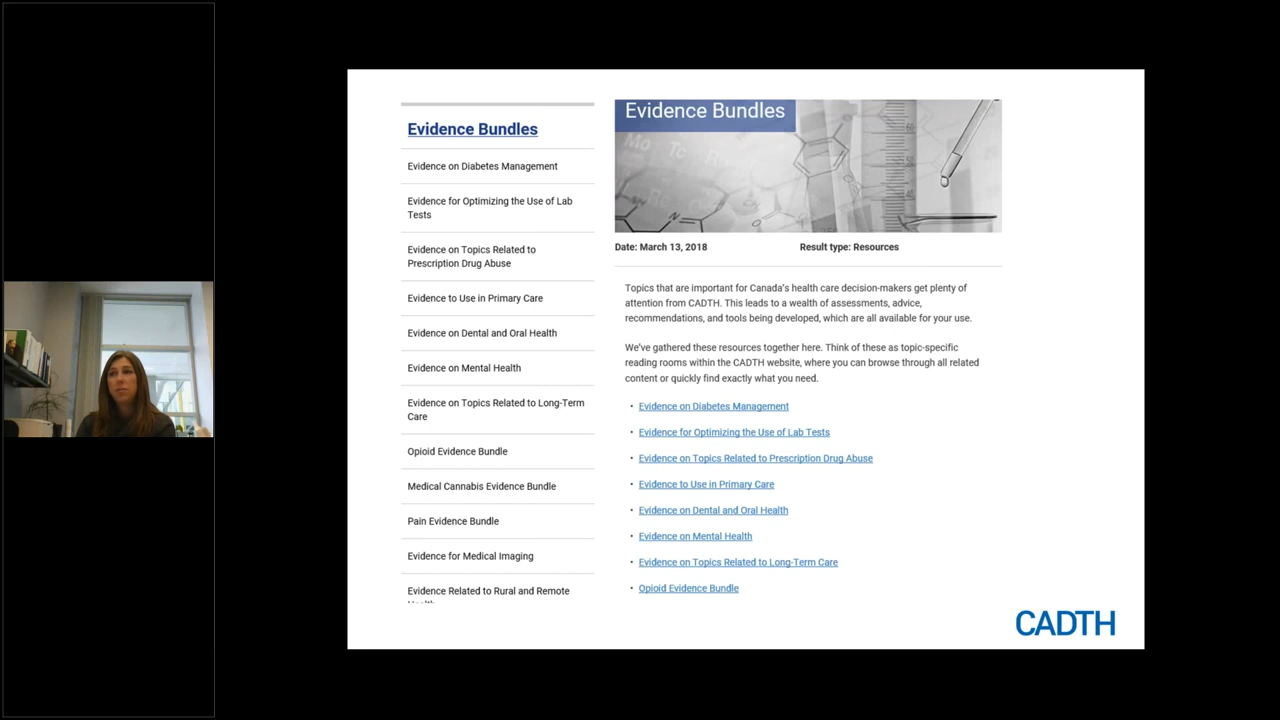 Evidence Bundles
Evidence on Diabetes Management
Evidence for Optimizing the Use of Lab
Tests
Evidence on Topics Related to
Prescription Drug Abuse
Evidence to Use in Primary Care
Evidence on Dental and Oral Health
Evidence on Mental Health
Evidence on Topics Related to Long-Term
Care
Opioid Evidence Bundle
Medical Cannabis Evidence Bundle
Pain Evidence Bundle
Evidence for Medical Imaging
Evidence Related to Rural and Remote
Evidence Bundles
Date: March 13, 2018 Result type: Resources
Topics that are important for Canada's health care decision-makers get plenty of
attention from CADTH. This leads to a wealth of assessments, advice,
recommendations, and tools being developed, which are all available for your use.
We've gathered these resources together here. Think of these as topic-specific
reading rooms within the CADTH website, where you can browse through all related
content or quickly find exactly what you need.
• Evidence on Diabetes Management
• Evidence for Optimizing the Use of Lab Tests
• Evidence on Topics Related to Prescription Drug Abuse
• Evidence to Use in Primary Care
• Evidence on Dental and Oral Health
• Evidence on Mental Health
• Evidence on Topics Related to Long-Term Care
• Opioid Evidence Bundle
CADTH